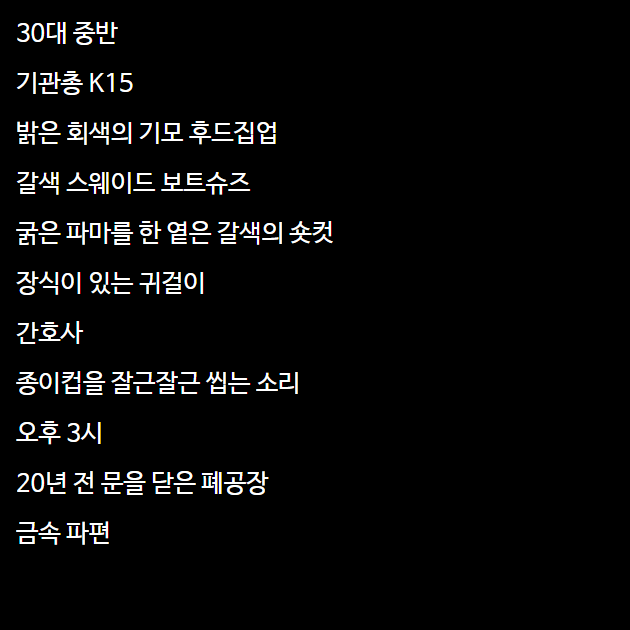 30대 중반
기관총 K15
밝은 회색의 기모 후드집업
갈색 스웨이드 보트슈즈
굵은 파마를 한 옅은 갈색의 숏컷
장식이 있는 귀걸이
간호사
종이컵을 잘근잘근 씹는 소리
오후 3시
20년 전 문을 닫은 폐공장
금속 파편